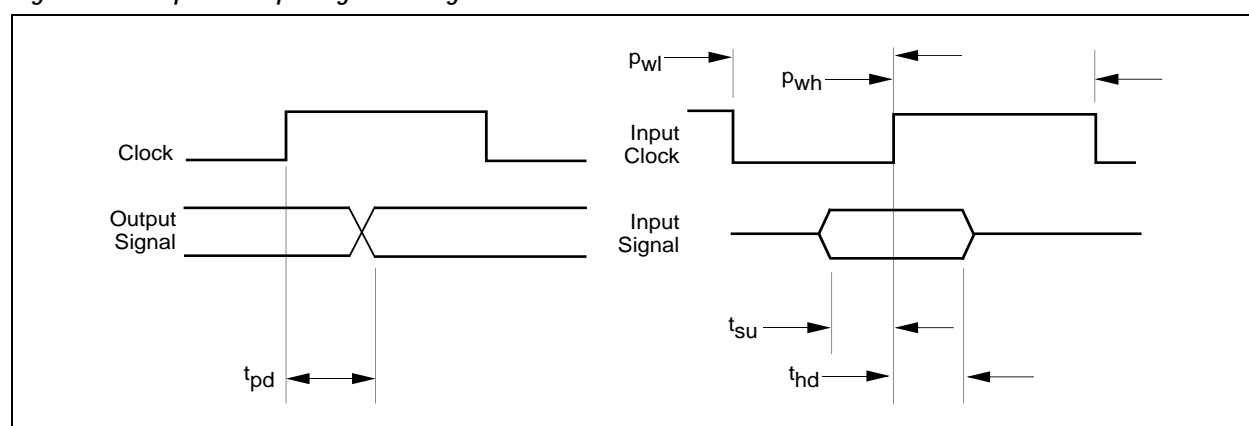 Clock
Output
Signal
tpd
pwl
pwh
Input
Clock
Input
Signal
tsu
thd